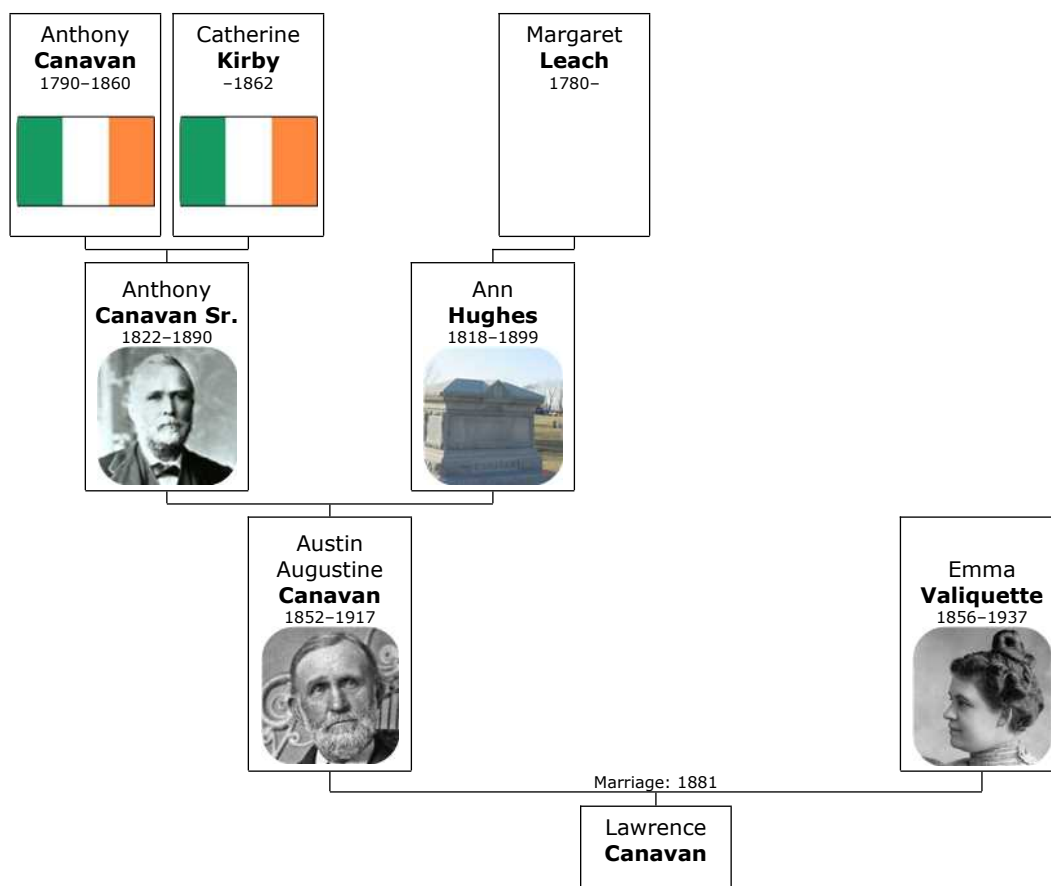 Anthony
Canavan
1790–1860
Catherine
Kirby
–1862
Margaret
Leach
1780–
Anthony
Canavan Sr.
1822–1890
Ann
Hughes
1818–1899
Austin
Augustine
Canavan
1852–1917
Emma
Valiquette
1856–1937
Marriage: 1881
Lawrence
Canavan